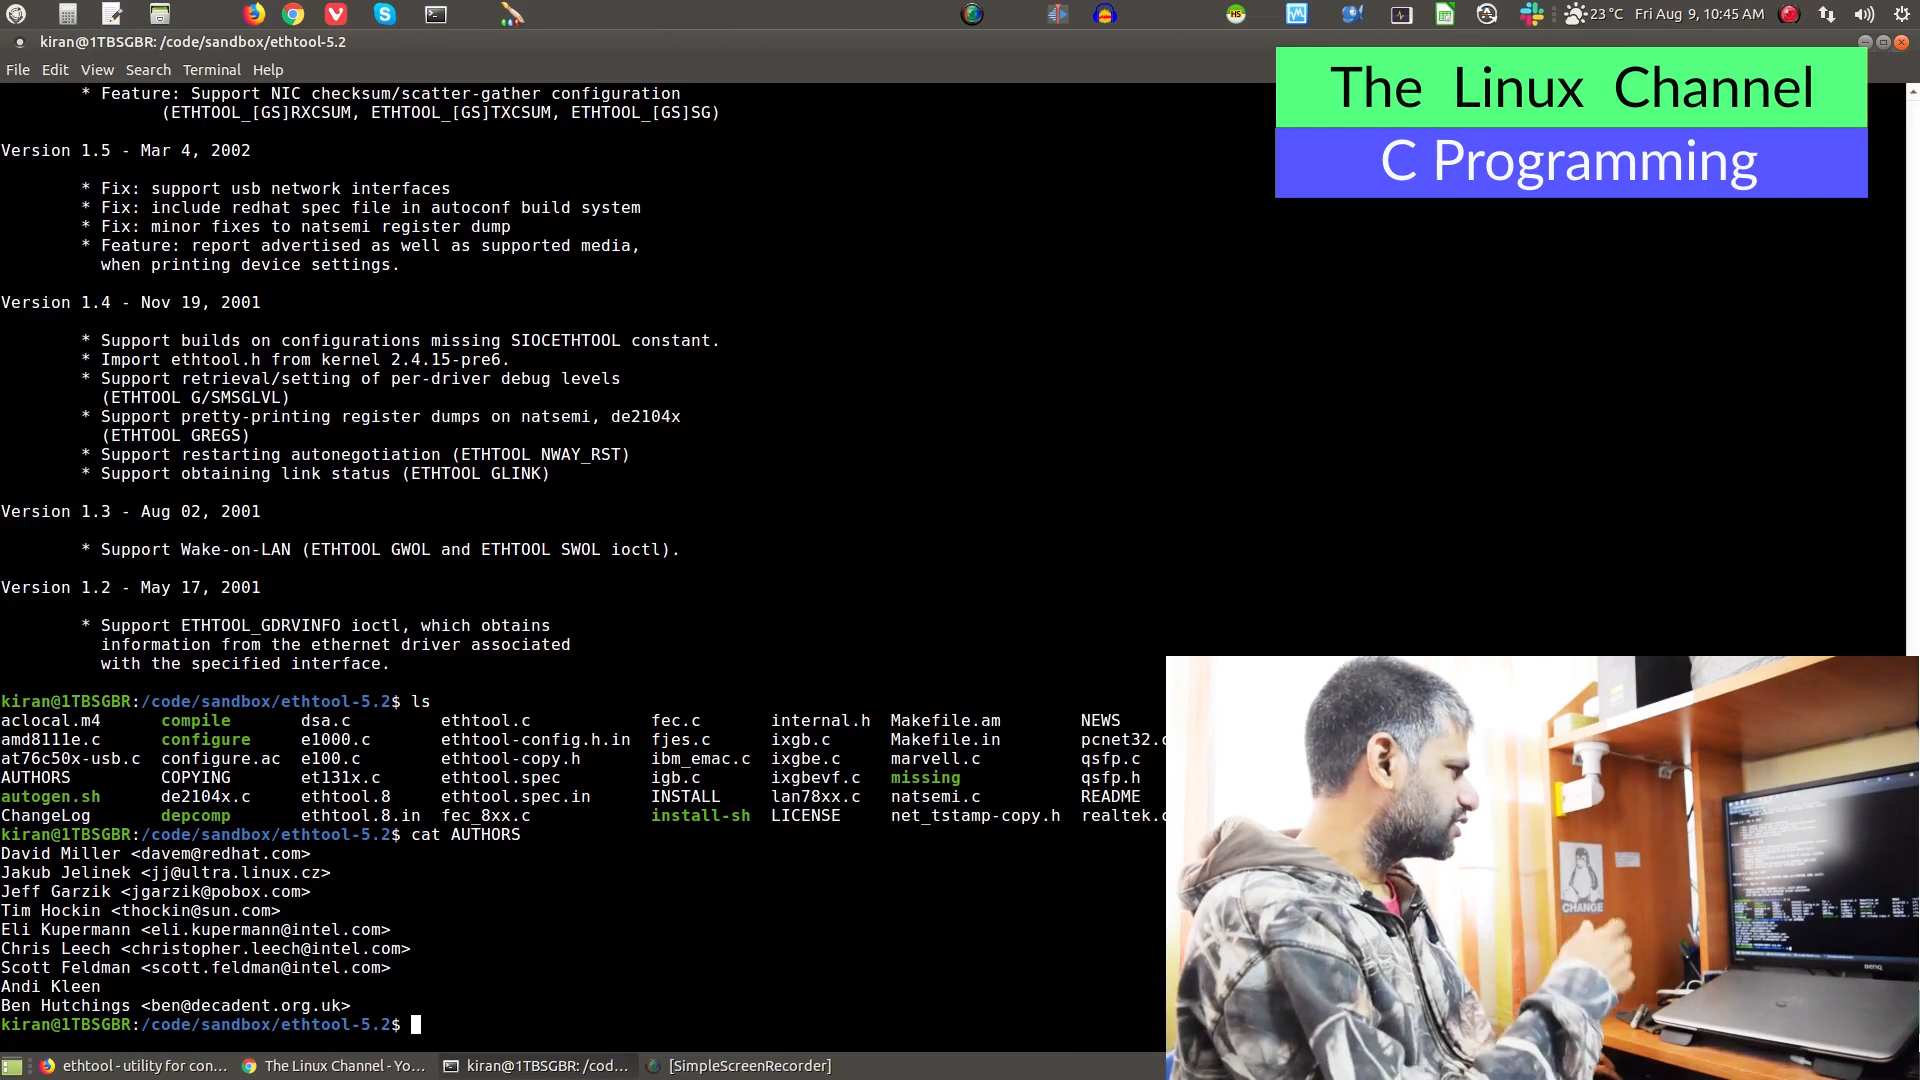 23 °C Fri Aug 9, 10:45 AM
kiran@1TBSGBR: /code/sandbox/ethtool-5.2
File Edit View Search Terminal Help
The Linux Channel
C Programming
* Feature: Support NIC checksum/scatter-gather configuration
(ETHTOOL_[GS]RXCSUM, ETHTOOL_[GS]TXCSUM, ETHTOOL_[GS]SG)
Version 1.5 - Mar 4, 2002
* Fix: support usb network interfaces
* Fix: include redhat spec file in autoconf build system
* Fix: minor fixes to natsemi register dump
* Feature: report advertised as well as supported media,
when printing device settings.
Version 1.4 - Nov 19, 2001
* Support builds on configurations missing SIOCETHTOOL constant.
* Import ethtool.h from kernel 2.4.15-pre6.
* Support retrieval/setting of per-driver debug levels
(ETHTOOL G/SMSGLVL)
* Support pretty-printing register dumps on natsemi, de2104x
(ETHTOOL GREGS)
* Support restarting autonegotiation (ETHTOOL NWAY_RST)
* Support obtaining link status (ETHTOOL GLINK)
Version 1.3 - Aug 02, 2001
* Support Wake-on-LAN (ETHTOOL GWOL and ETHTOOL SWOL ioctl).
Version 1.2 - May 17, 2001
* Support ETHTOOL_GDRVINFO ioctl, which obtains
information from the ethernet driver associated
with the specified interface.
kiran@1TBSGBR:/code/sandbox/ethtool-5.2$ ls
aclocal.m4 compile dsa.c ethtool.c fec.c internal.h Makefile.am NEWS
amd8111e.c configure e1000.c ethtool-config.h.in fjes.c ixgb.c Makefile.in pcnet32.c
at76c50x-usb.c configure.ac e100.c ethtool-copy.h ibm_emac.c ixgbe.c marvell.c qsfp.c
AUTHORS COPYING et131x.c ethtool.spec igb.c ixgbevf.c missing qsfp.h
autogen.sh de2104x.c ethtool.8 ethtool.spec.in INSTALL lan78xx.c natsemi.c README
ChangeLog depcomp ethtool.8.in fec_8xx.c install-sh LICENSE net_tstamp-copy.h realtek.c
kiran@1TBSGBR:/code/sandbox/ethtool-5.2$ cat AUTHORS
David Miller <davem@redhat.com>
Jakub Jelinek <jj@ultra.linux.cz>
Jeff Garzik <jgarzik@pobox.com>
Tim Hockin <thockin@sun.com>
Eli Kupermann <eli.kupermann@intel.com>
Chris Leech <christopher.leech@intel.com>
Scott Feldman <scott.feldman@intel.com>
Andi Kleen
Ben Hutchings <ben@decadent.org.uk>
kiran@1TBSGBR:/code/sandbox/ethtool-5.2$
CHANGE
BenQ
ethtool - utility for con... The Linux Channel - Yo... kiran@1TBSGBR: /cod... [SimpleScreenRecorder]